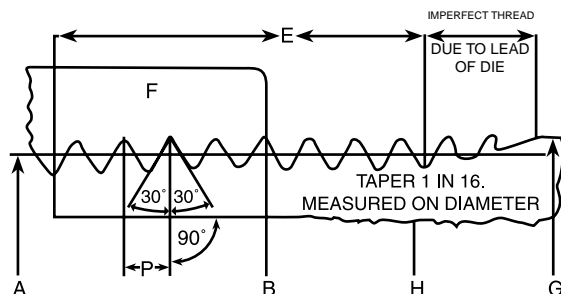 IMPERFECT THREAD
E
DUE TO LEAD
OF DIE
F
30° 30°
TAPER 1 IN 16.
MEASURED ON DIAMETER
90°
P
A B H G